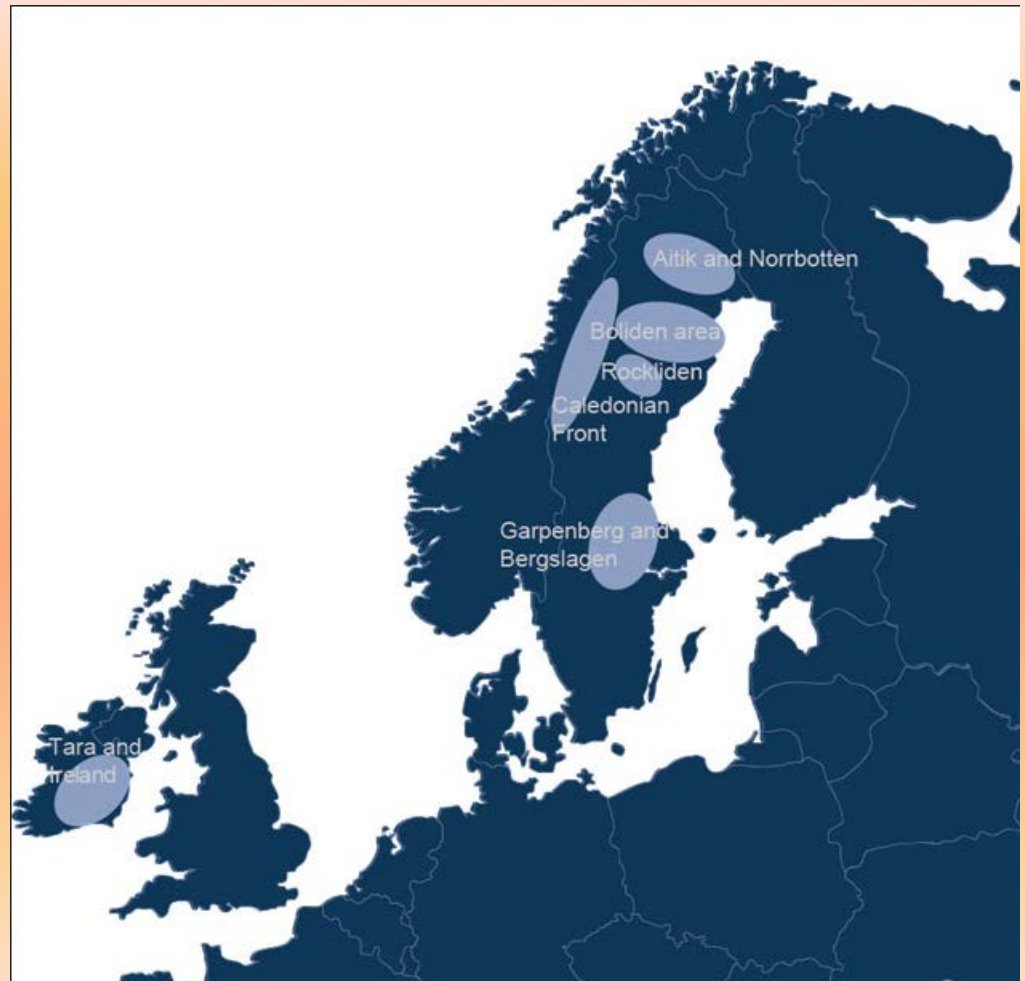 Aitik and Norrbotten
Boliden area
Rockliden
Caledonian
Front
Garpenberg and
Bergslagen
Tara and
Ireland